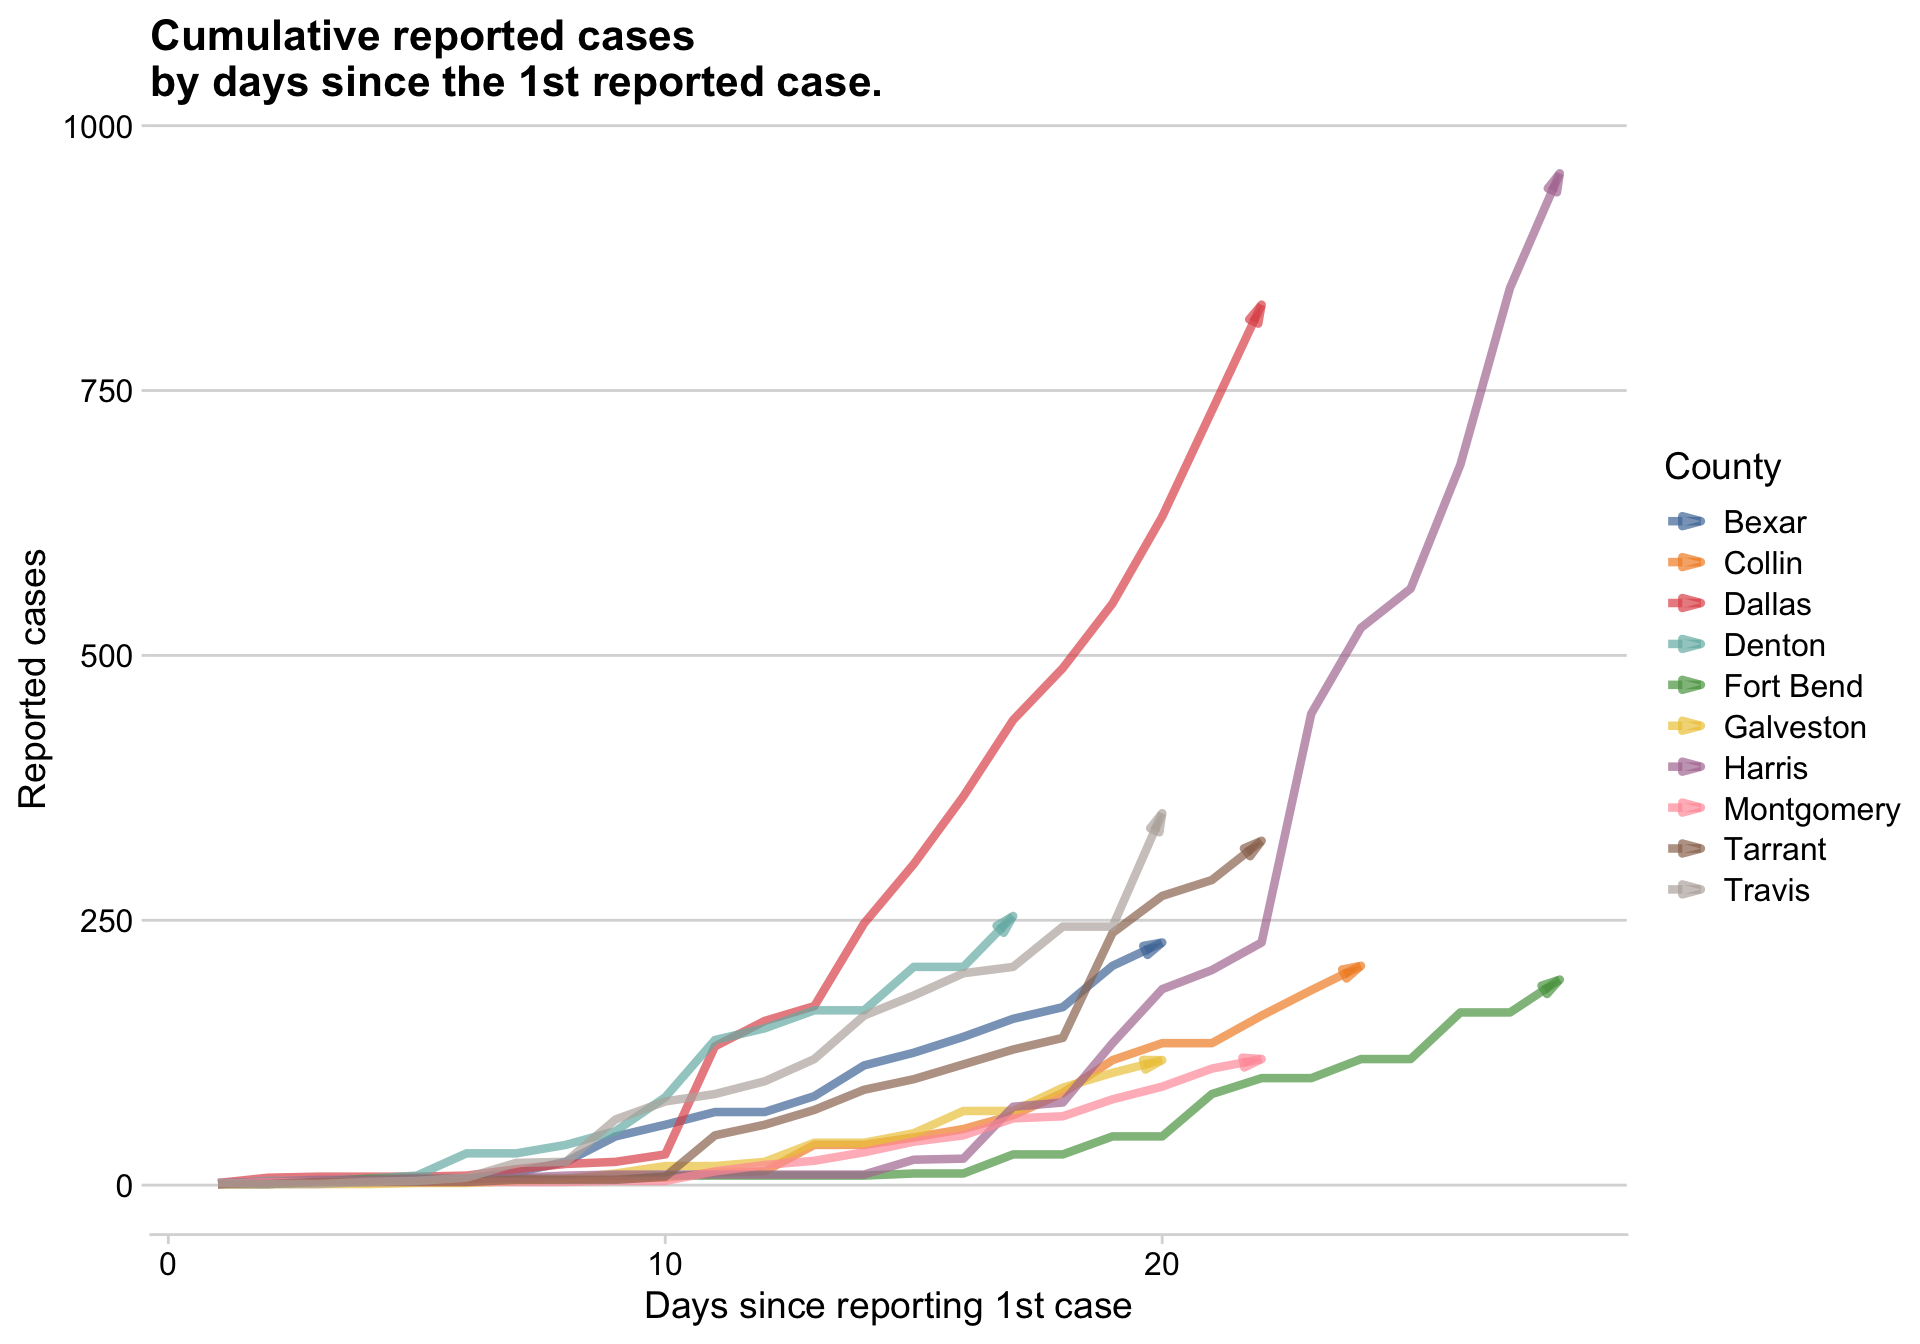 Cumulative reported cases
by days since the 1st reported case.
1000
750
500
250
0
Reported cases
0
10
20
Days since reporting 1st case
County
Bexar
Collin
Dallas
Denton
Fort Bend
Galveston
Harris
Montgomery
Tarrant
Travis